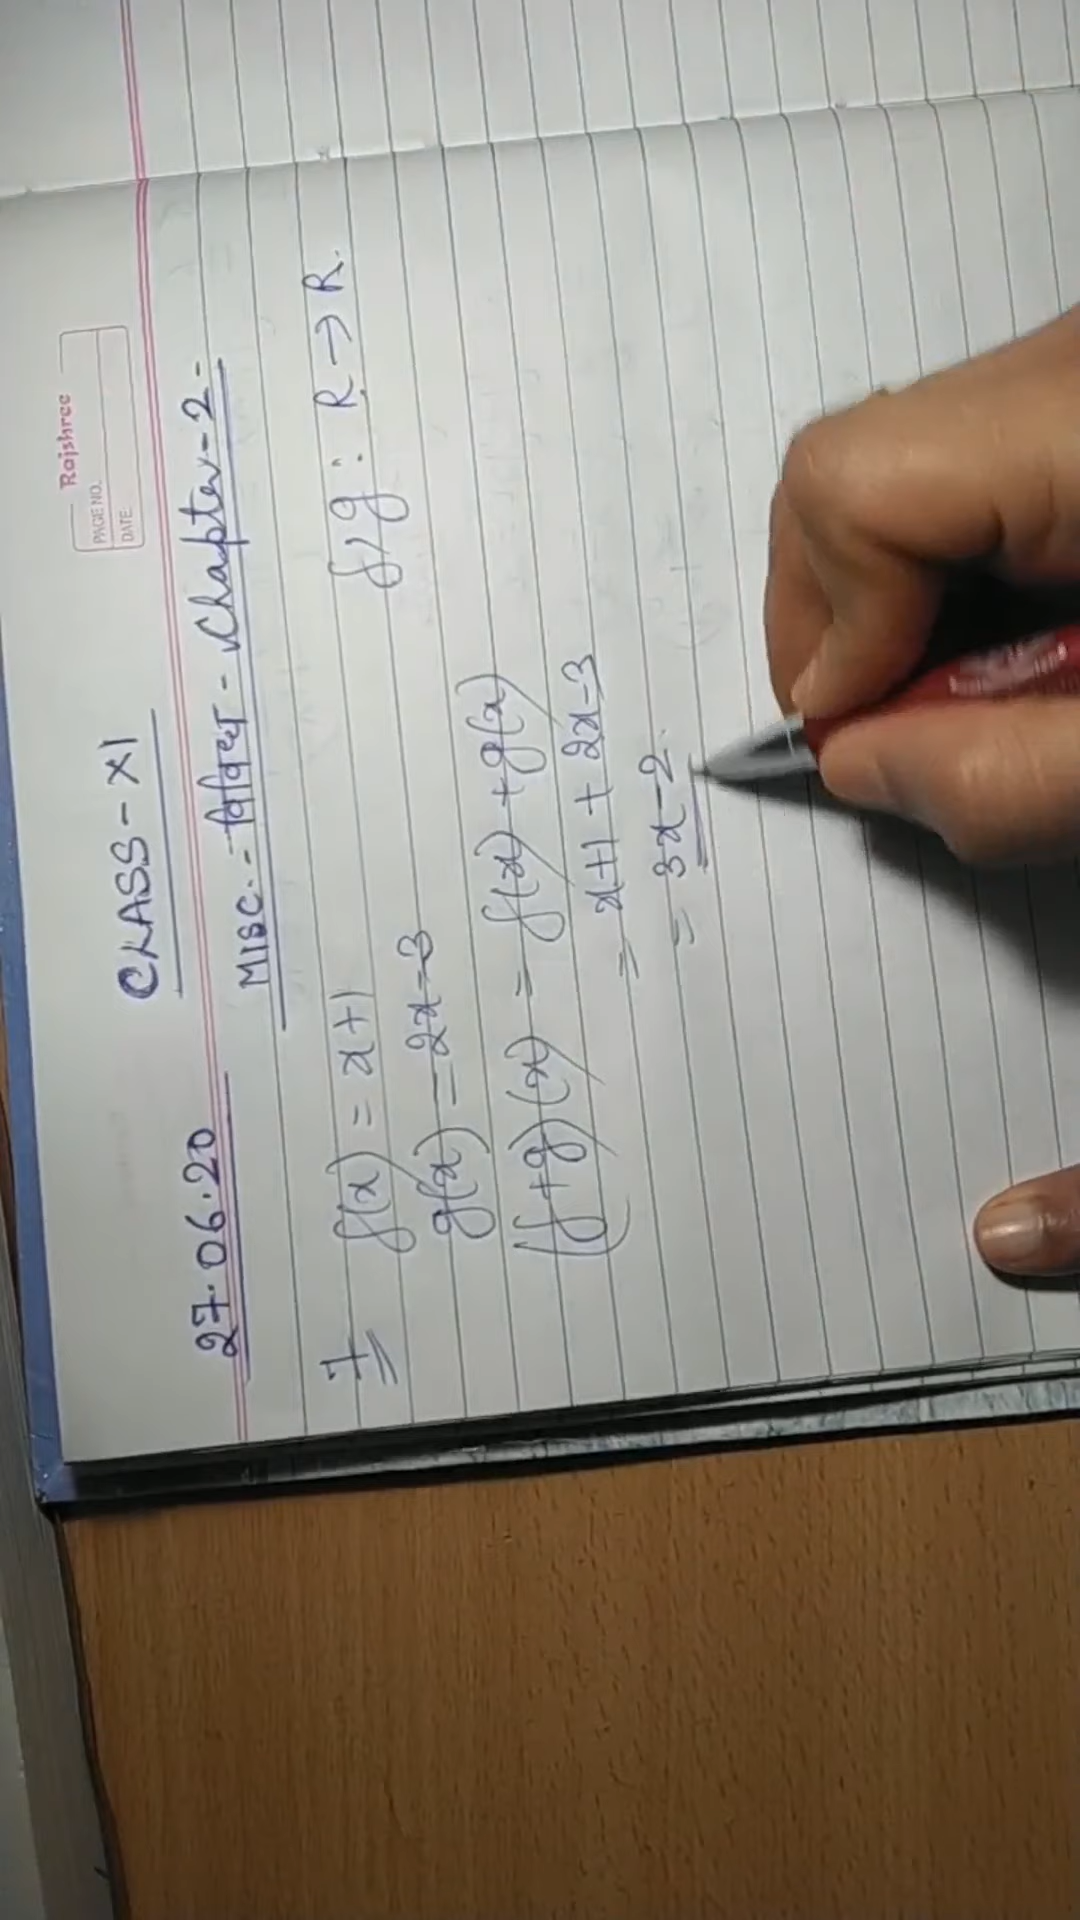 Rajshree
PAGE NO.
DATE
CLASS-XI
27.06.20
Misc. - विविध - Chapter-2.
7 f(x) = x+1 f,g: R→R.
g(x) = 2x-3
(f+g)(x) = f(x)+g(x)
= x+1 + 2x-3
= 3x-2.